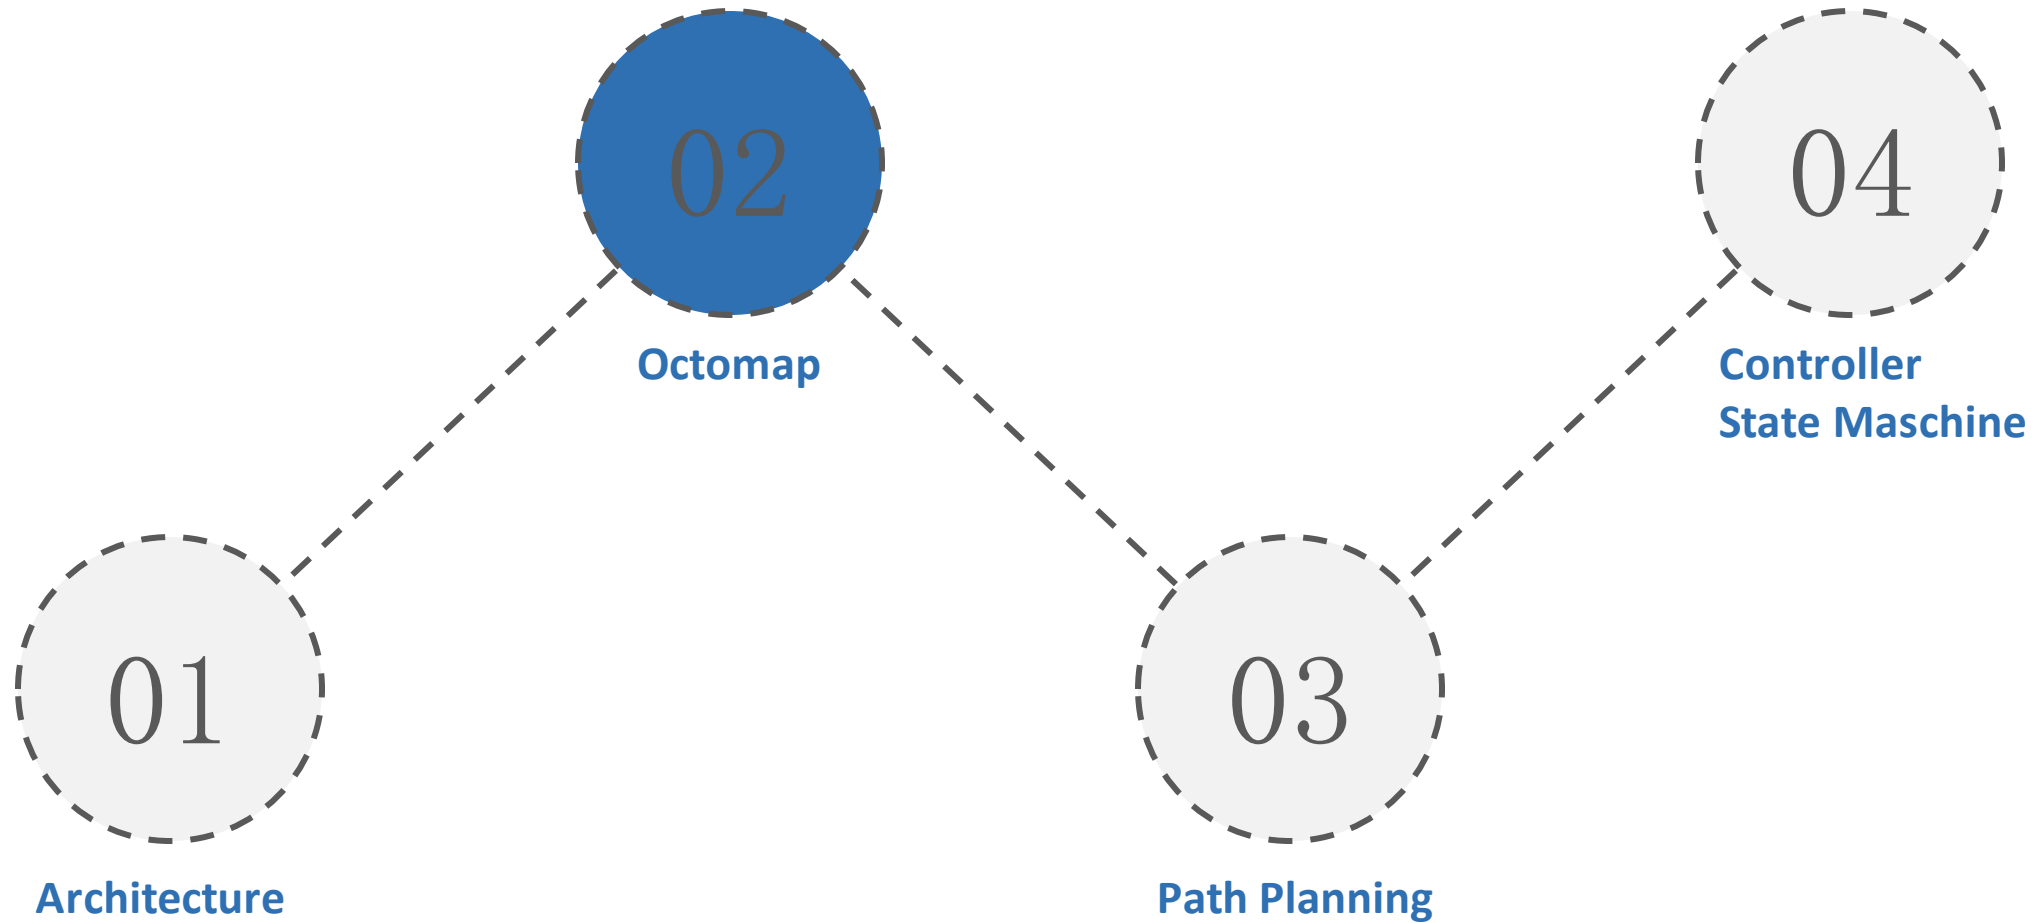 01
Architecture
02
Octomap
03
Path Planning
04
Controller
State Maschine